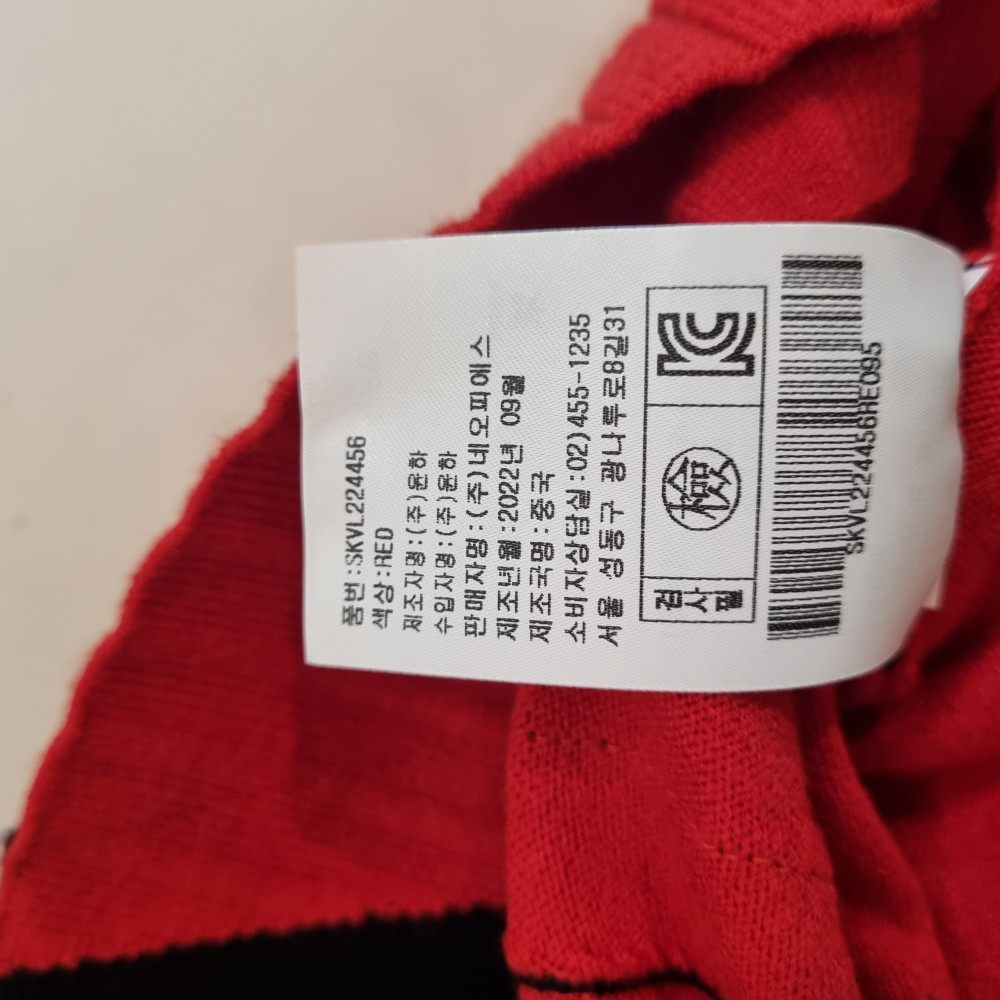 품번:SKVL224456
색상:RED
제조자명:(주)윤하
수입자명:(주)윤하
판매자명:(주)네오피에스
제조년월:2022년 09월
제조국명:중국
소비자상담실:02)455-1235
서울 성동구 광나루로8길31
검사필
檢
KC
SKVL224456RE095